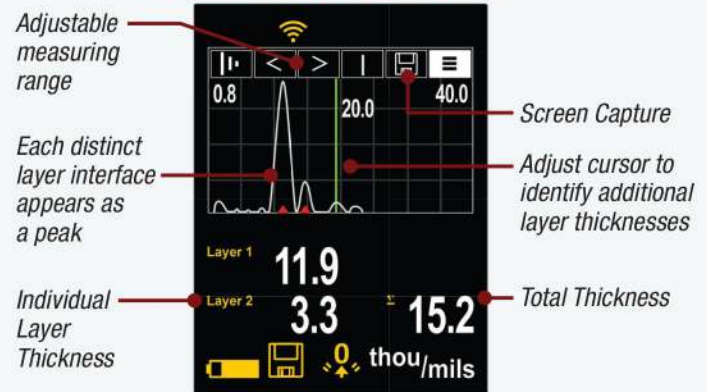 Adjustable
measuring
range
Each distinct
layer interface
appears as
a peak
Individual
Layer
Thickness
< >
0.8 20.0 40.0
Layer 1 11.9
Layer 2 3.3 Σ 15.2
0 thou/mils
Screen Capture
Adjust cursor to
identify additional
layer thicknesses
Total Thickness